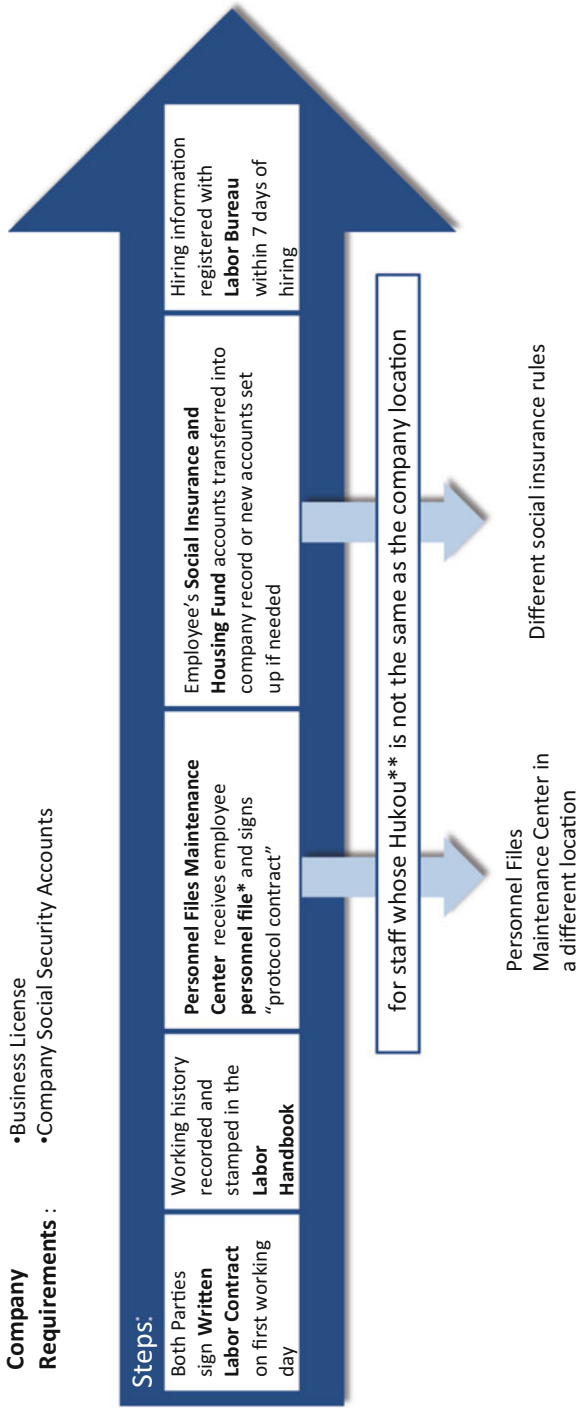 Company
Requirements :
•Business License
•Company Social Security Accounts
Steps:
Both Parties
sign Written
Labor Contract
on first working
day
Working history
recorded and
stamped in the
Labor
Handbook
Personnel Files Maintenance
Center receives employee
personnel file* and signs
“protocol contract”
Employee's Social Insurance and
Housing Fund accounts transferred into
company record or new accounts set
up if needed
Hiring information
registered with
Labor Bureau
within 7 days of
hiring
for staff whose Hukou** is not the same as the company location
Personnel Files
Maintenance Center in
a different location
Different social insurance rules